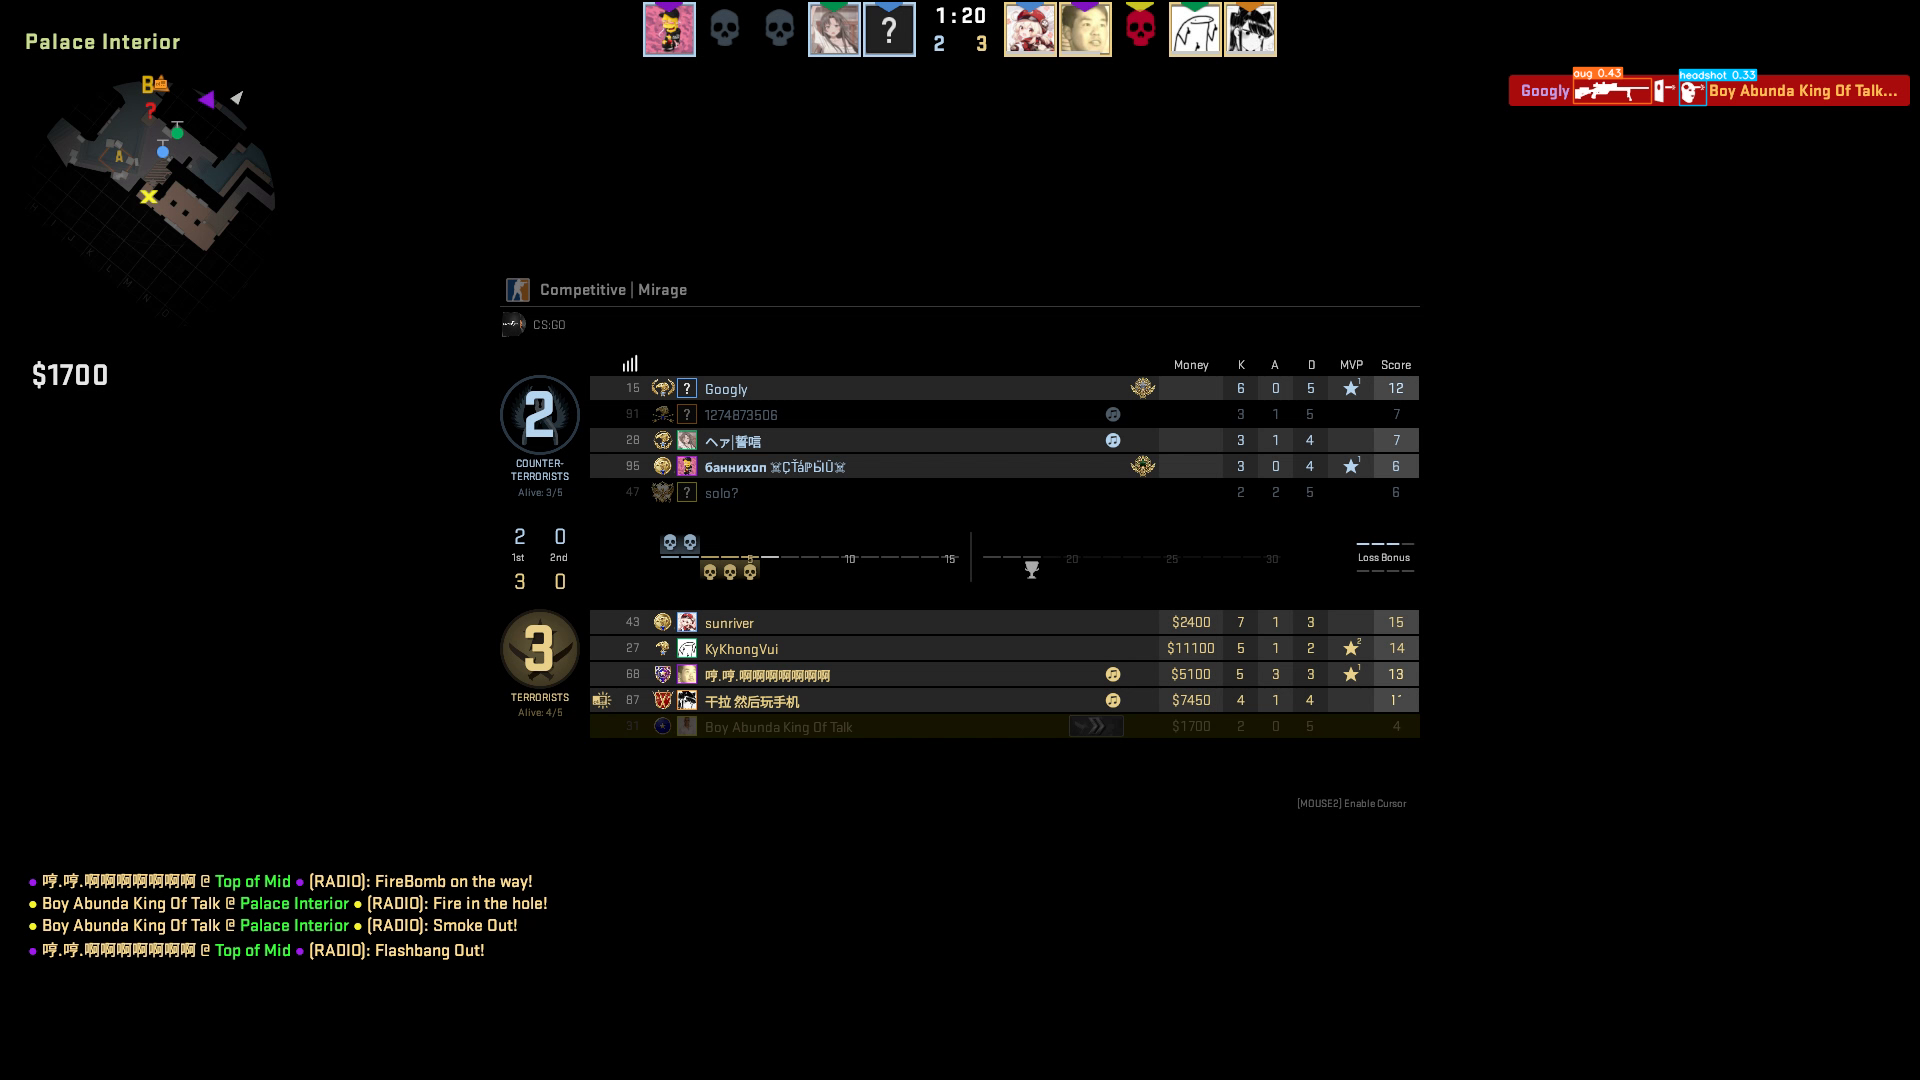 Palace Interior
1:20
2 3
?
B
?
A
aug 0.43
headshot 0.33
Googly Boy Abunda King Of Talk...
$1700
Competitive | Mirage
CS:GO
Money K A D MVP Score
15 ? Googly 6 0 5 1 12
91 ? 1274873506 3 1 5 7
28 ヘァ|誓唁 3 1 4 7
95 баннихоп ☠ÇŤáꟼЫŨ☠ 3 0 4 1 6
47 ? solo? 2 2 5 6
2
COUNTER-
TERRORISTS
Alive: 3/5
2 0
1st 2nd
3 0
5 10 15 20 25 30
Loss Bonus
3
TERRORISTS
Alive: 4/5
43 sunriver $2400 7 1 3 15
27 KyKhongVui $11100 5 1 2 2 14
68 哼.哼.啊啊啊啊啊啊啊 $5100 5 3 3 1 13
87 干拉 然后玩手机 $7450 4 1 4
31 Boy Abunda King Of Talk $1700 2 0 5 4
[MOUSE2] Enable Cursor
哼.哼.啊啊啊啊啊啊啊 @ Top of Mid ● (RADIO): FireBomb on the way!
Boy Abunda King Of Talk @ Palace Interior ● (RADIO): Fire in the hole!
Boy Abunda King Of Talk @ Palace Interior ● (RADIO): Smoke Out!
哼.哼.啊啊啊啊啊啊啊 @ Top of Mid ● (RADIO): Flashbang Out!